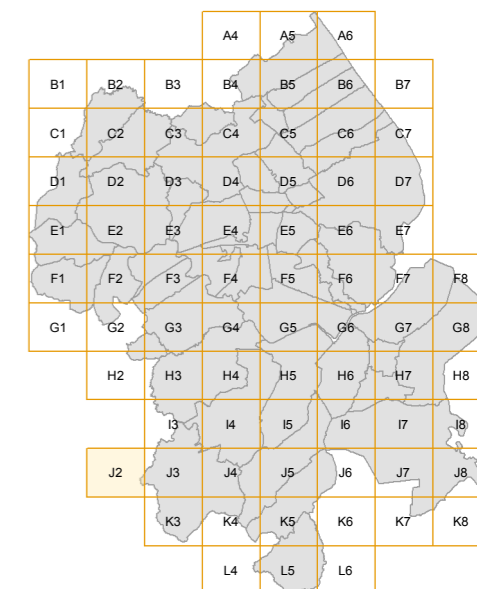 A4 A5 A6
B1 B2 B3 B4 B5 B6 B7
C1 C2 C3 C4 C5 C6 C7
D1 D2 D3 D4 D5 D6 D7
E1 E2 E3 E4 E5 E6 E7
F1 F2 F3 F4 F5 F6 F7 F8
G1 G2 G3 G4 G5 G6 G7 G8
H2 H3 H4 H5 H6 H7 H8
I3 I4 I5 I6 I7 I8
J2 J3 J4 J5 J6 J7 J8
K3 K4 K5 K6 K7 K8
L4 L5 L6